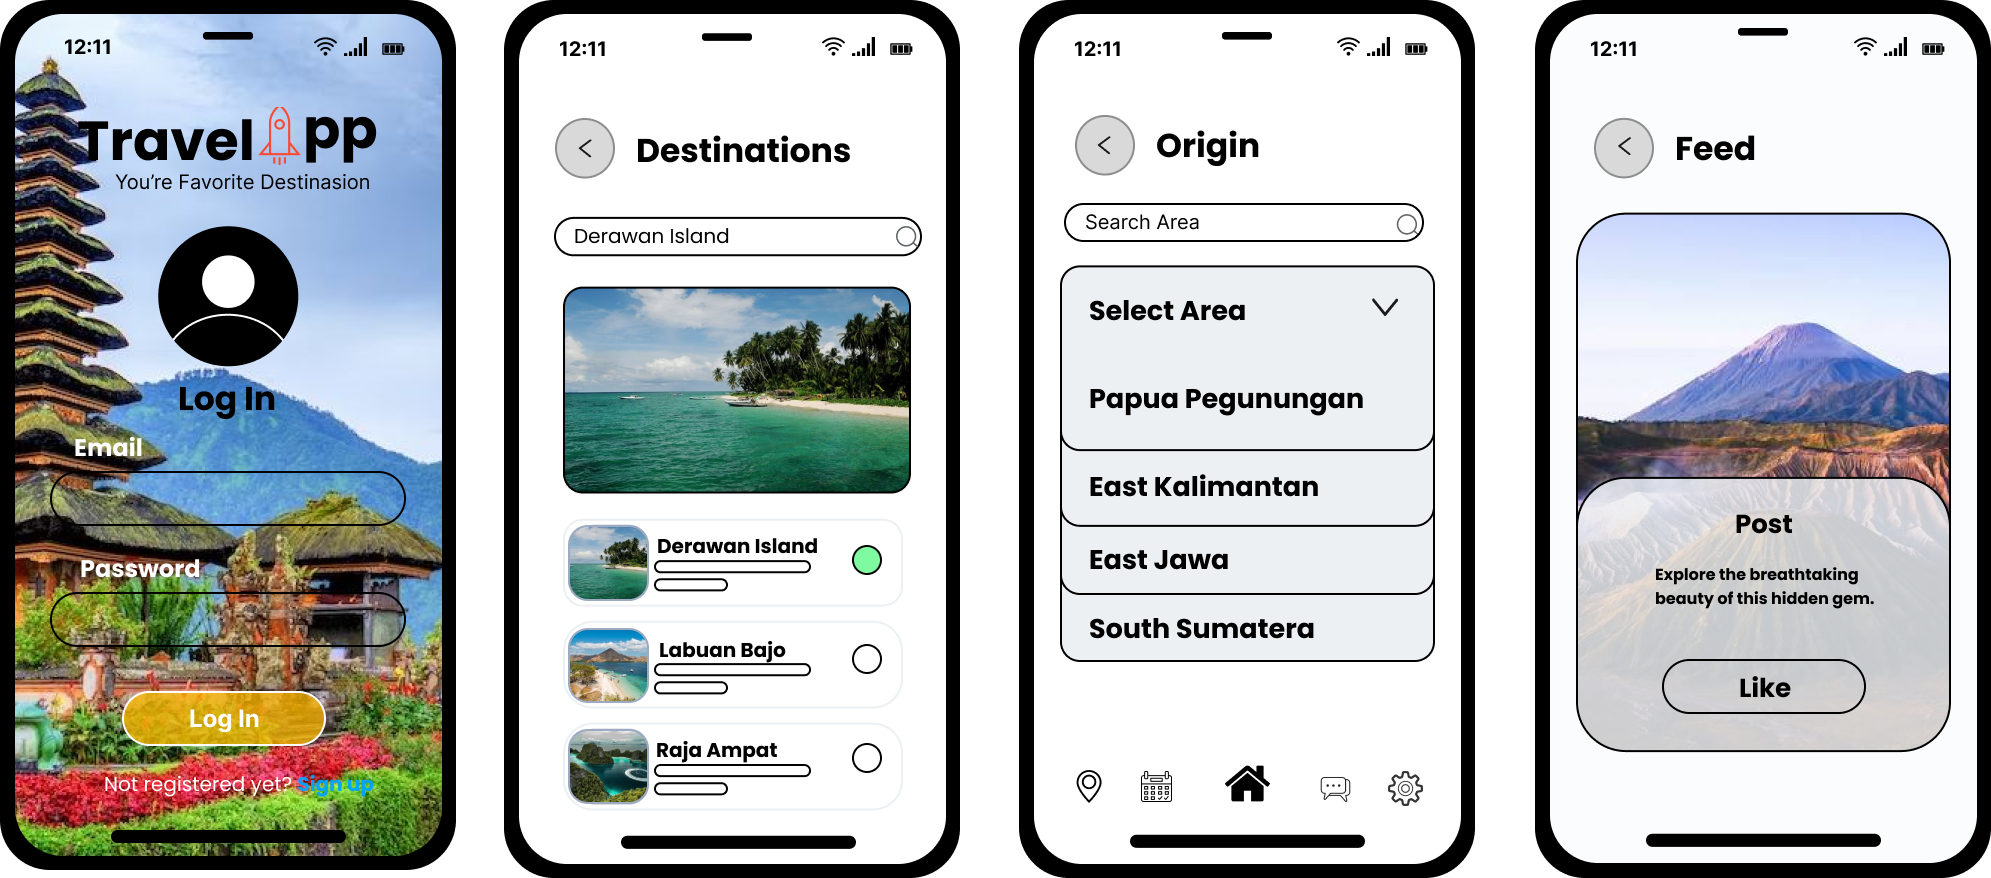 12:11
Travel pp
You're Favorite Destinasion
Log In
Email
Password
Log In
Not registered yet? Sign up
12:11
Destinations
Derawan Island
Derawan Island
Labuan Bajo
Raja Ampat
12:11
Origin
Search Area
Select Area
Papua Pegunungan
East Kalimantan
East Jawa
South Sumatera
12:11
Feed
Post
Explore the breathtaking
beauty of this hidden gem.
Like